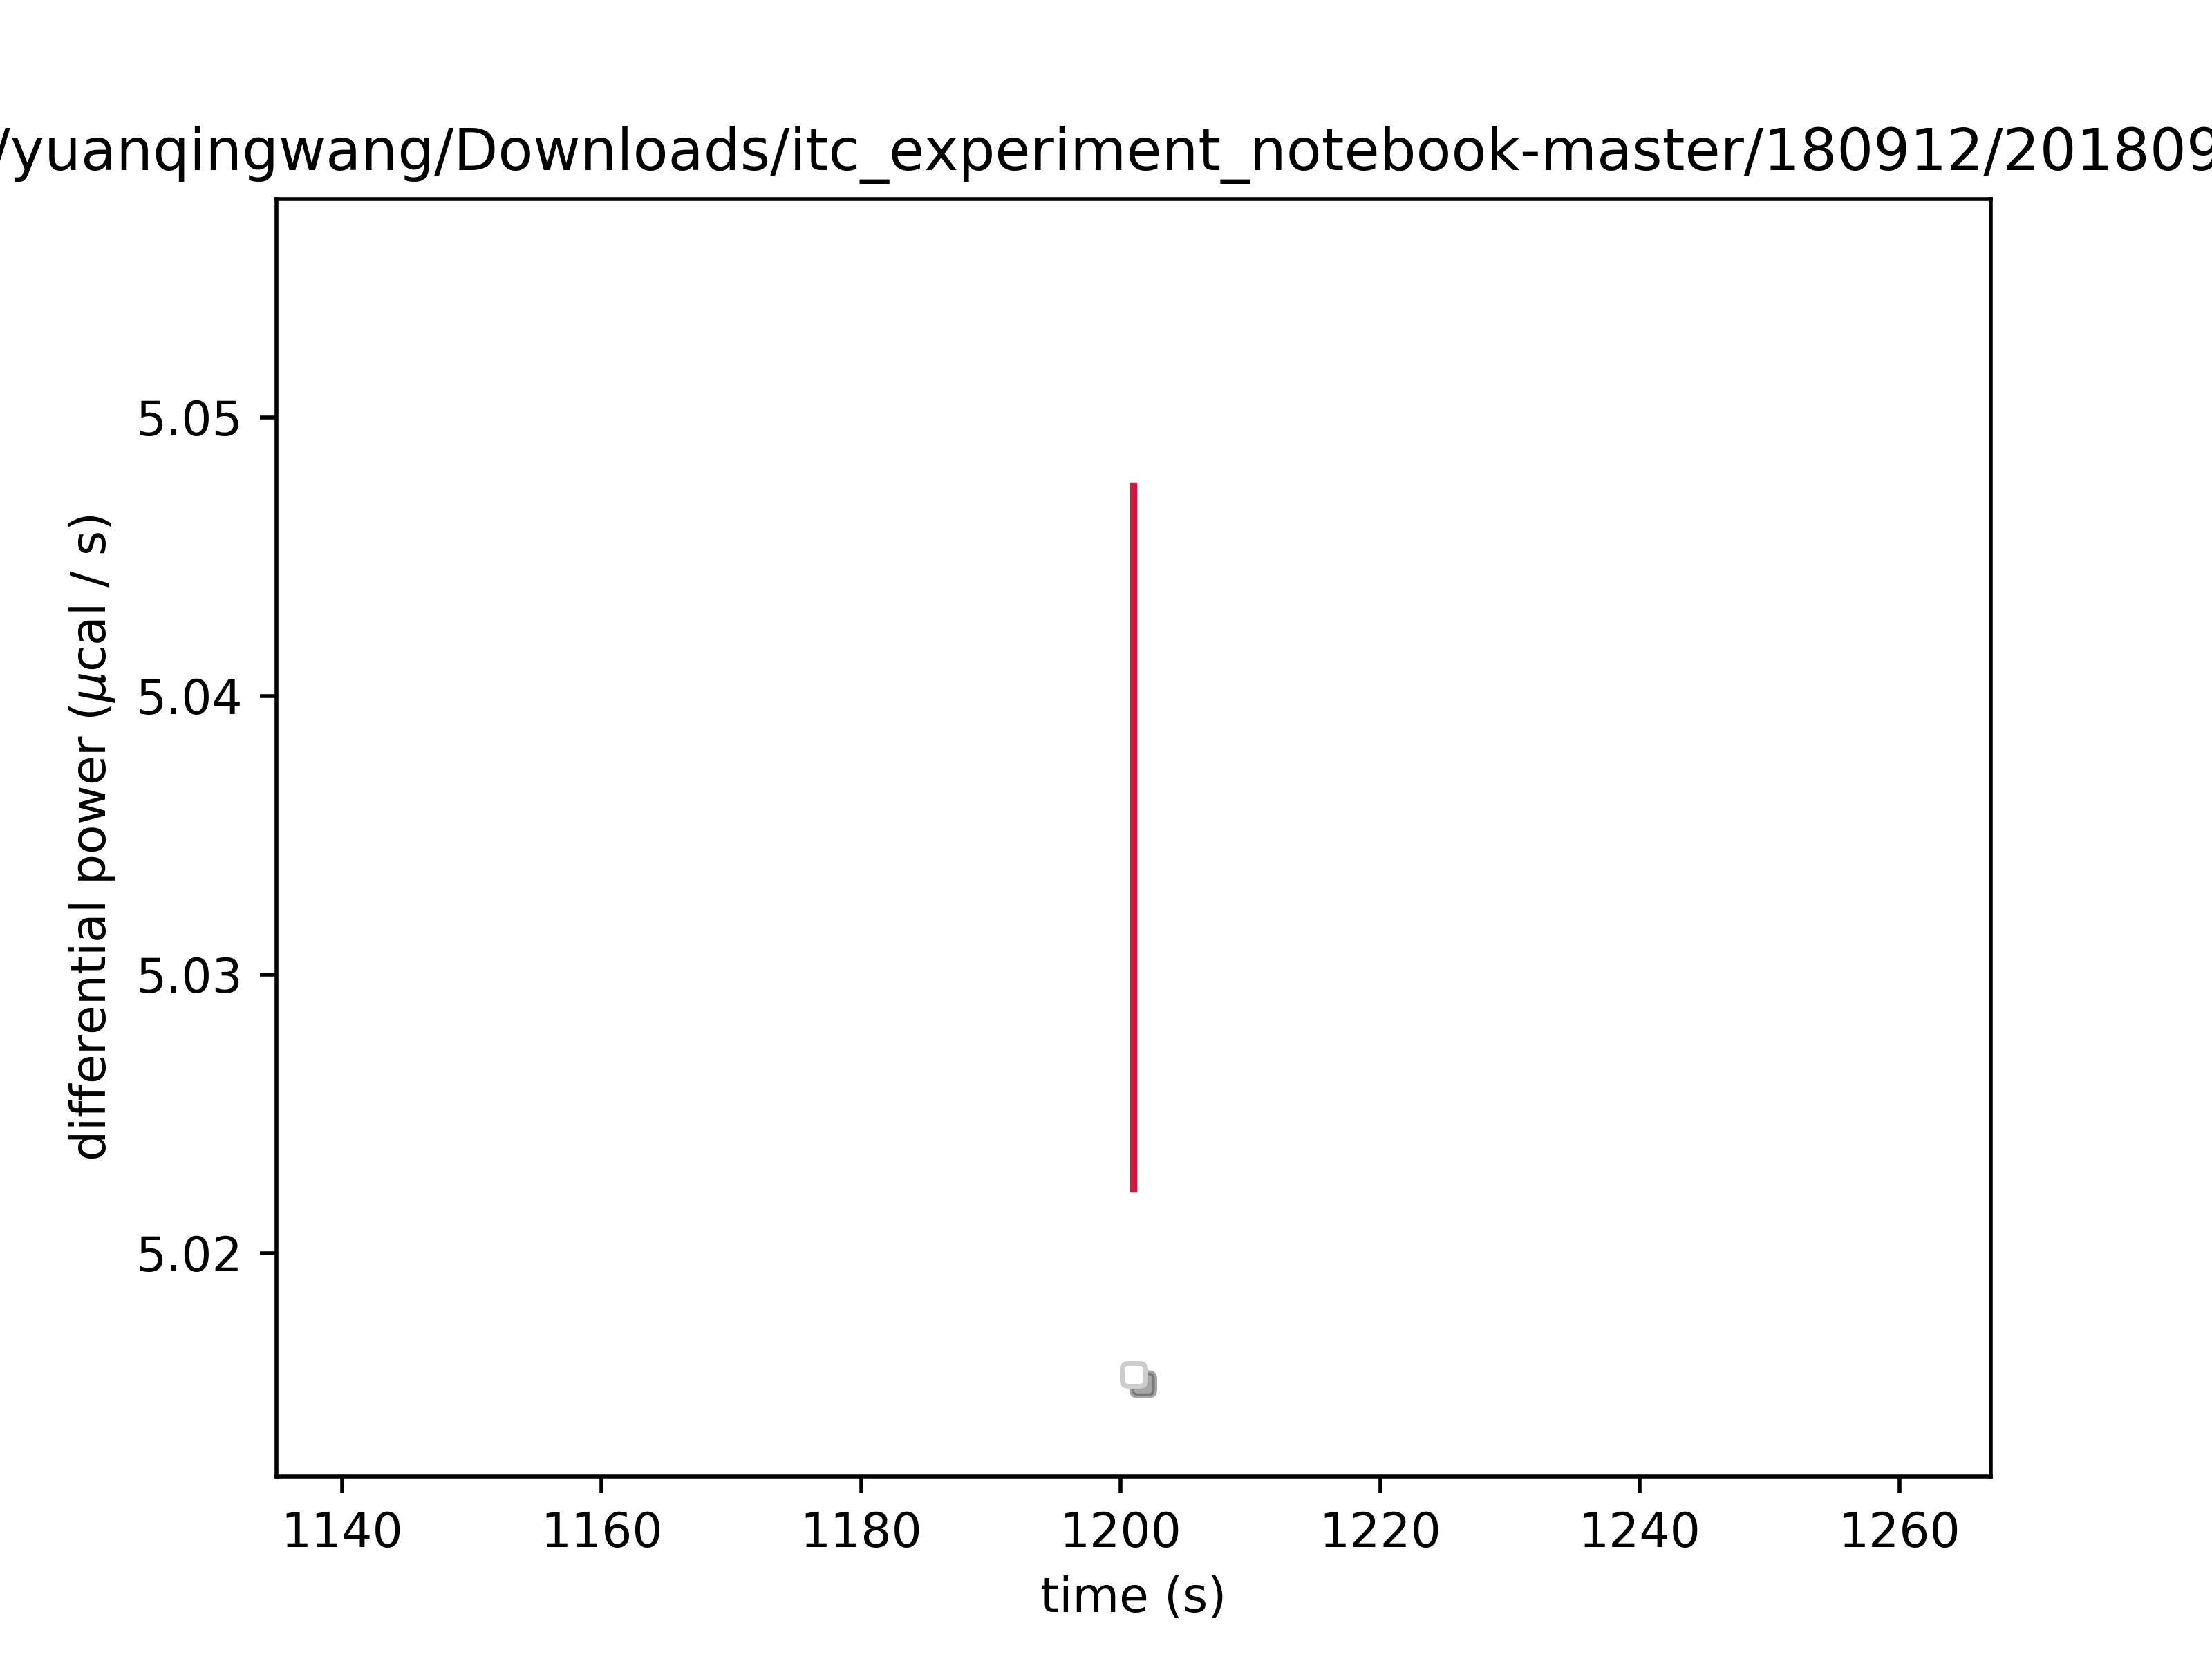 /yuanqingwang/Downloads/itc_experiment_notebook-master/180912/201809
5.05
5.04
5.03
5.02
differential power (μcal / s)
1140 1160 1180 1200 1220 1240 1260
time (s)